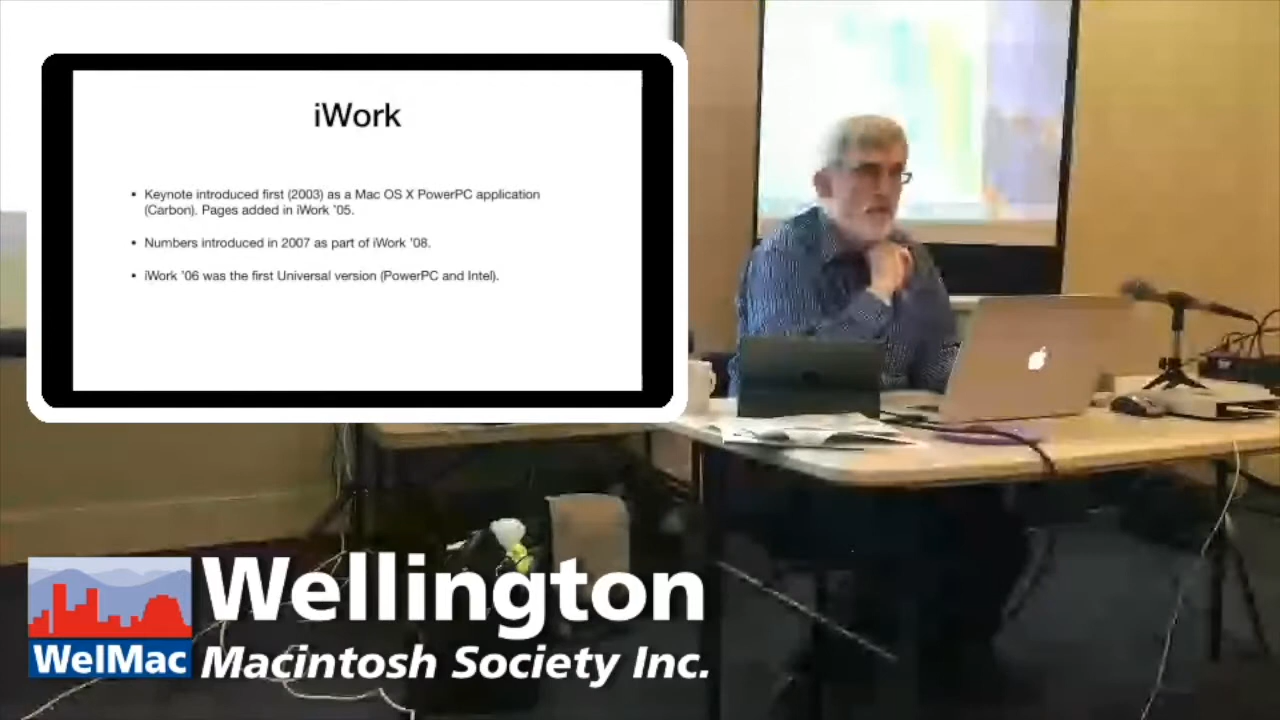 iWork
• Keynote introduced first (2003) as a Mac OS X PowerPC application
(Carbon). Pages added in iWork '05.
• Numbers introduced in 2007 as part of iWork '08.
• iWork '06 was the first Universal version (PowerPC and Intel).
WelMac
Wellington
Macintosh Society Inc.